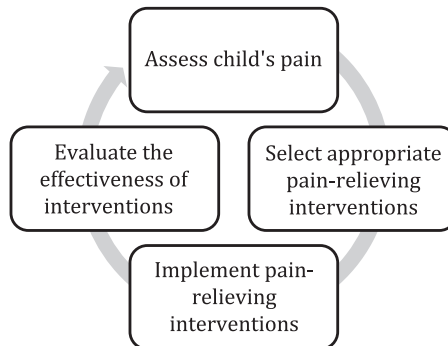 Assess child's pain
Select appropriate
pain-relieving
interventions
Implement pain-
relieving
interventions
Evaluate the
effectiveness of
interventions